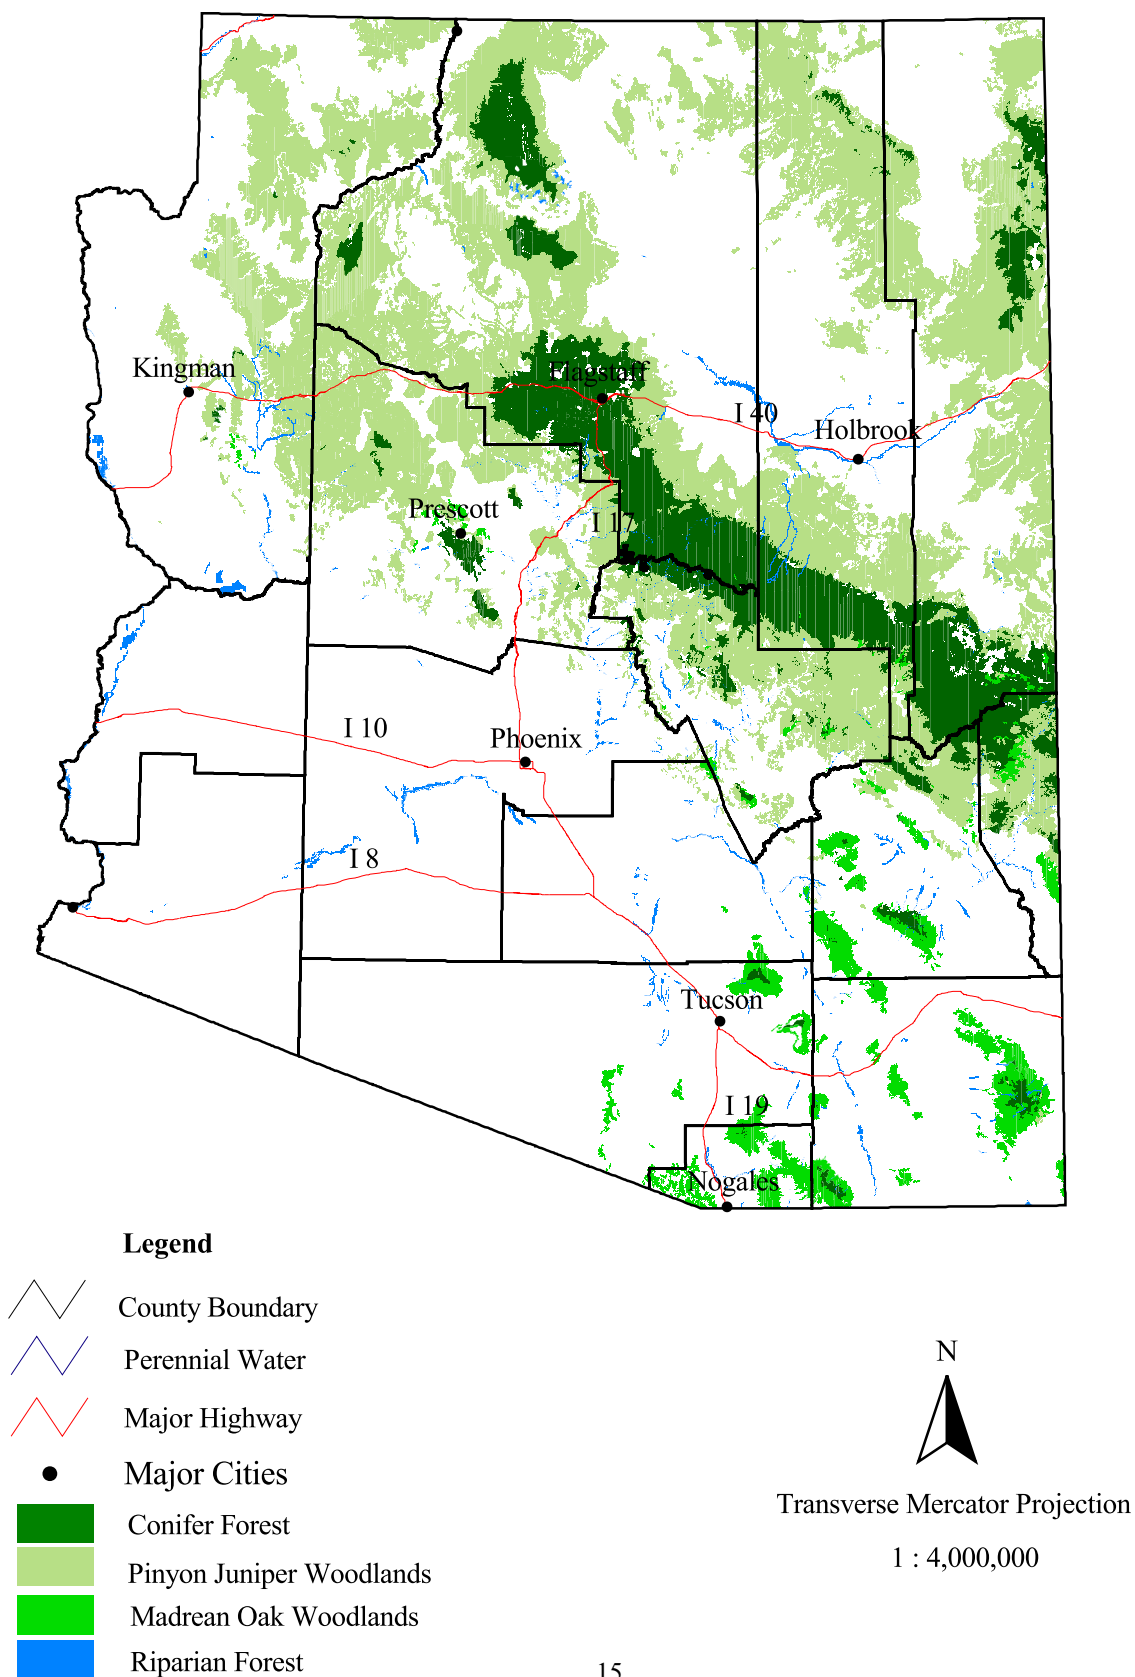 Kingman
Flagstaff
I 40
Holbrook
Prescott
I 17
I 10
Phoenix
I 8
Tucson
I 19
Nogales
Legend
County Boundary
Perennial Water
Major Highway
Major Cities
Conifer Forest
Pinyon Juniper Woodlands
Madrean Oak Woodlands
Riparian Forest
N
Transverse Mercator Projection
1 : 4,000,000
15